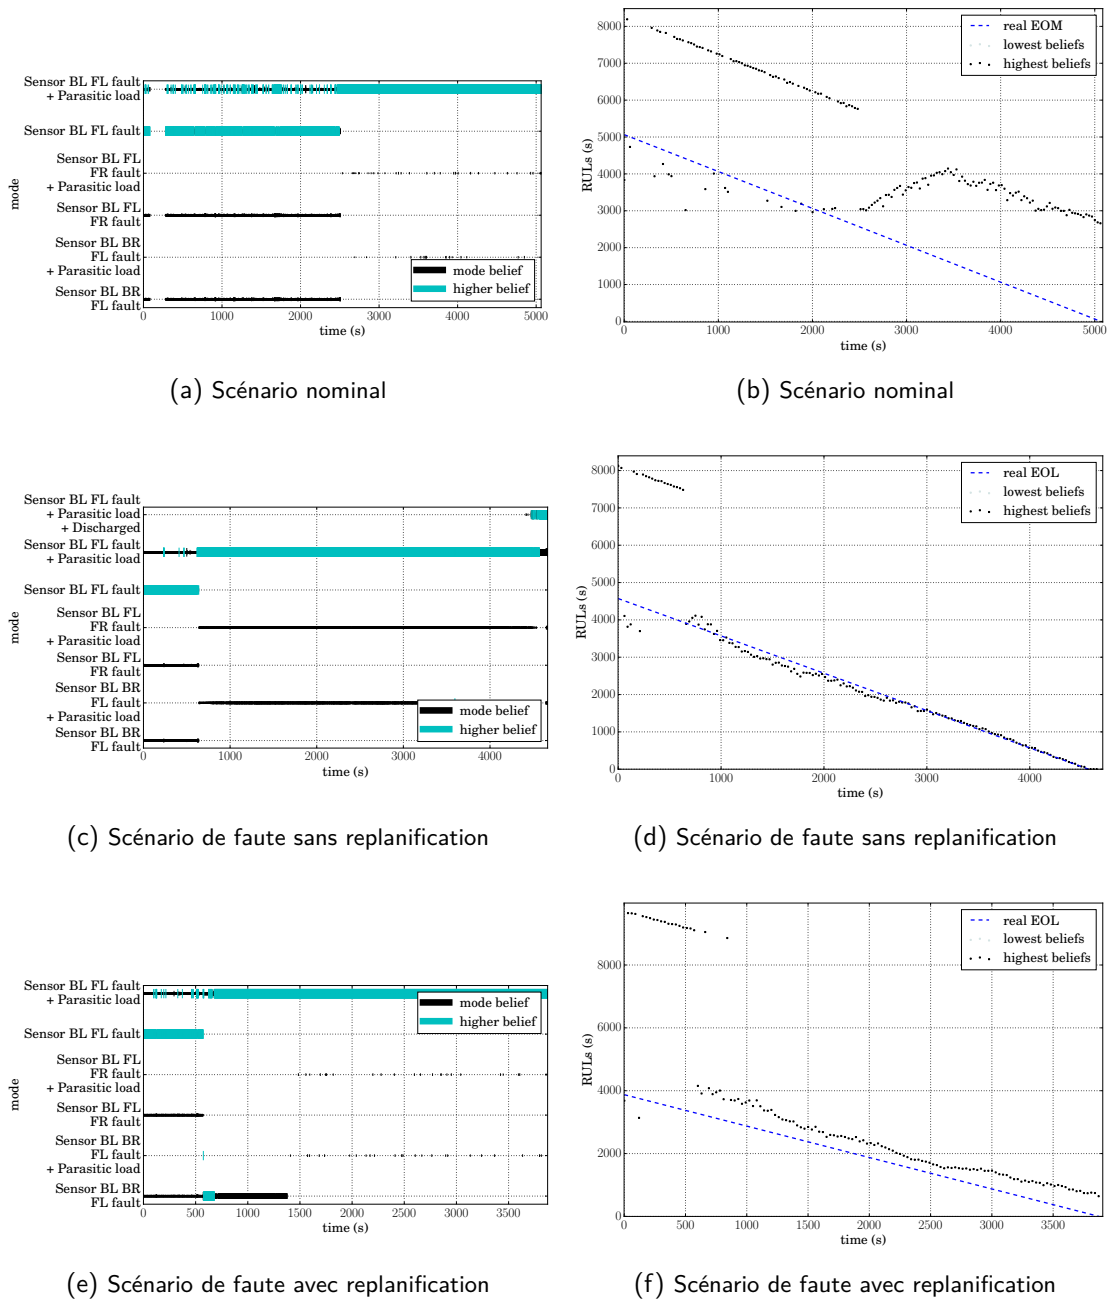 Sensor BL FL fault
+ Parasitic load
Sensor BL FL fault
Sensor BL FL
FR fault
+ Parasitic load
Sensor BL FL
FR fault
Sensor BL BR
FL fault
+ Parasitic load
Sensor BL BR
FL fault
mode
mode belief
higher belief
0 1000 2000 3000 4000 5000
time (s)
(a) Scénario nominal
8000
7000
6000
5000
4000
3000
2000
1000
0
RULs (s)
real EOM
lowest beliefs
highest beliefs
0 1000 2000 3000 4000 5000
time (s)
(b) Scénario nominal
Sensor BL FL fault
+ Parasitic load
+ Discharged
Sensor BL FL fault
+ Parasitic load
Sensor BL FL fault
Sensor BL FL
FR fault
+ Parasitic load
Sensor BL FL
FR fault
Sensor BL BR
FL fault
+ Parasitic load
Sensor BL BR
FL fault
mode
mode belief
higher belief
0 1000 2000 3000 4000
time (s)
(c) Scénario de faute sans replanification
8000
7000
6000
5000
4000
3000
2000
1000
0
RULs (s)
real EOL
lowest beliefs
highest beliefs
0 1000 2000 3000 4000
time (s)
(d) Scénario de faute sans replanification
Sensor BL FL fault
+ Parasitic load
Sensor BL FL fault
Sensor BL FL
FR fault
+ Parasitic load
Sensor BL FL
FR fault
Sensor BL BR
FL fault
+ Parasitic load
Sensor BL BR
FL fault
mode
mode belief
higher belief
0 500 1000 1500 2000 2500 3000 3500
time (s)
(e) Scénario de faute avec replanification
8000
6000
4000
2000
0
RULs (s)
real EOL
lowest beliefs
highest beliefs
0 500 1000 1500 2000 2500 3000 3500
time (s)
(f) Scénario de faute avec replanification